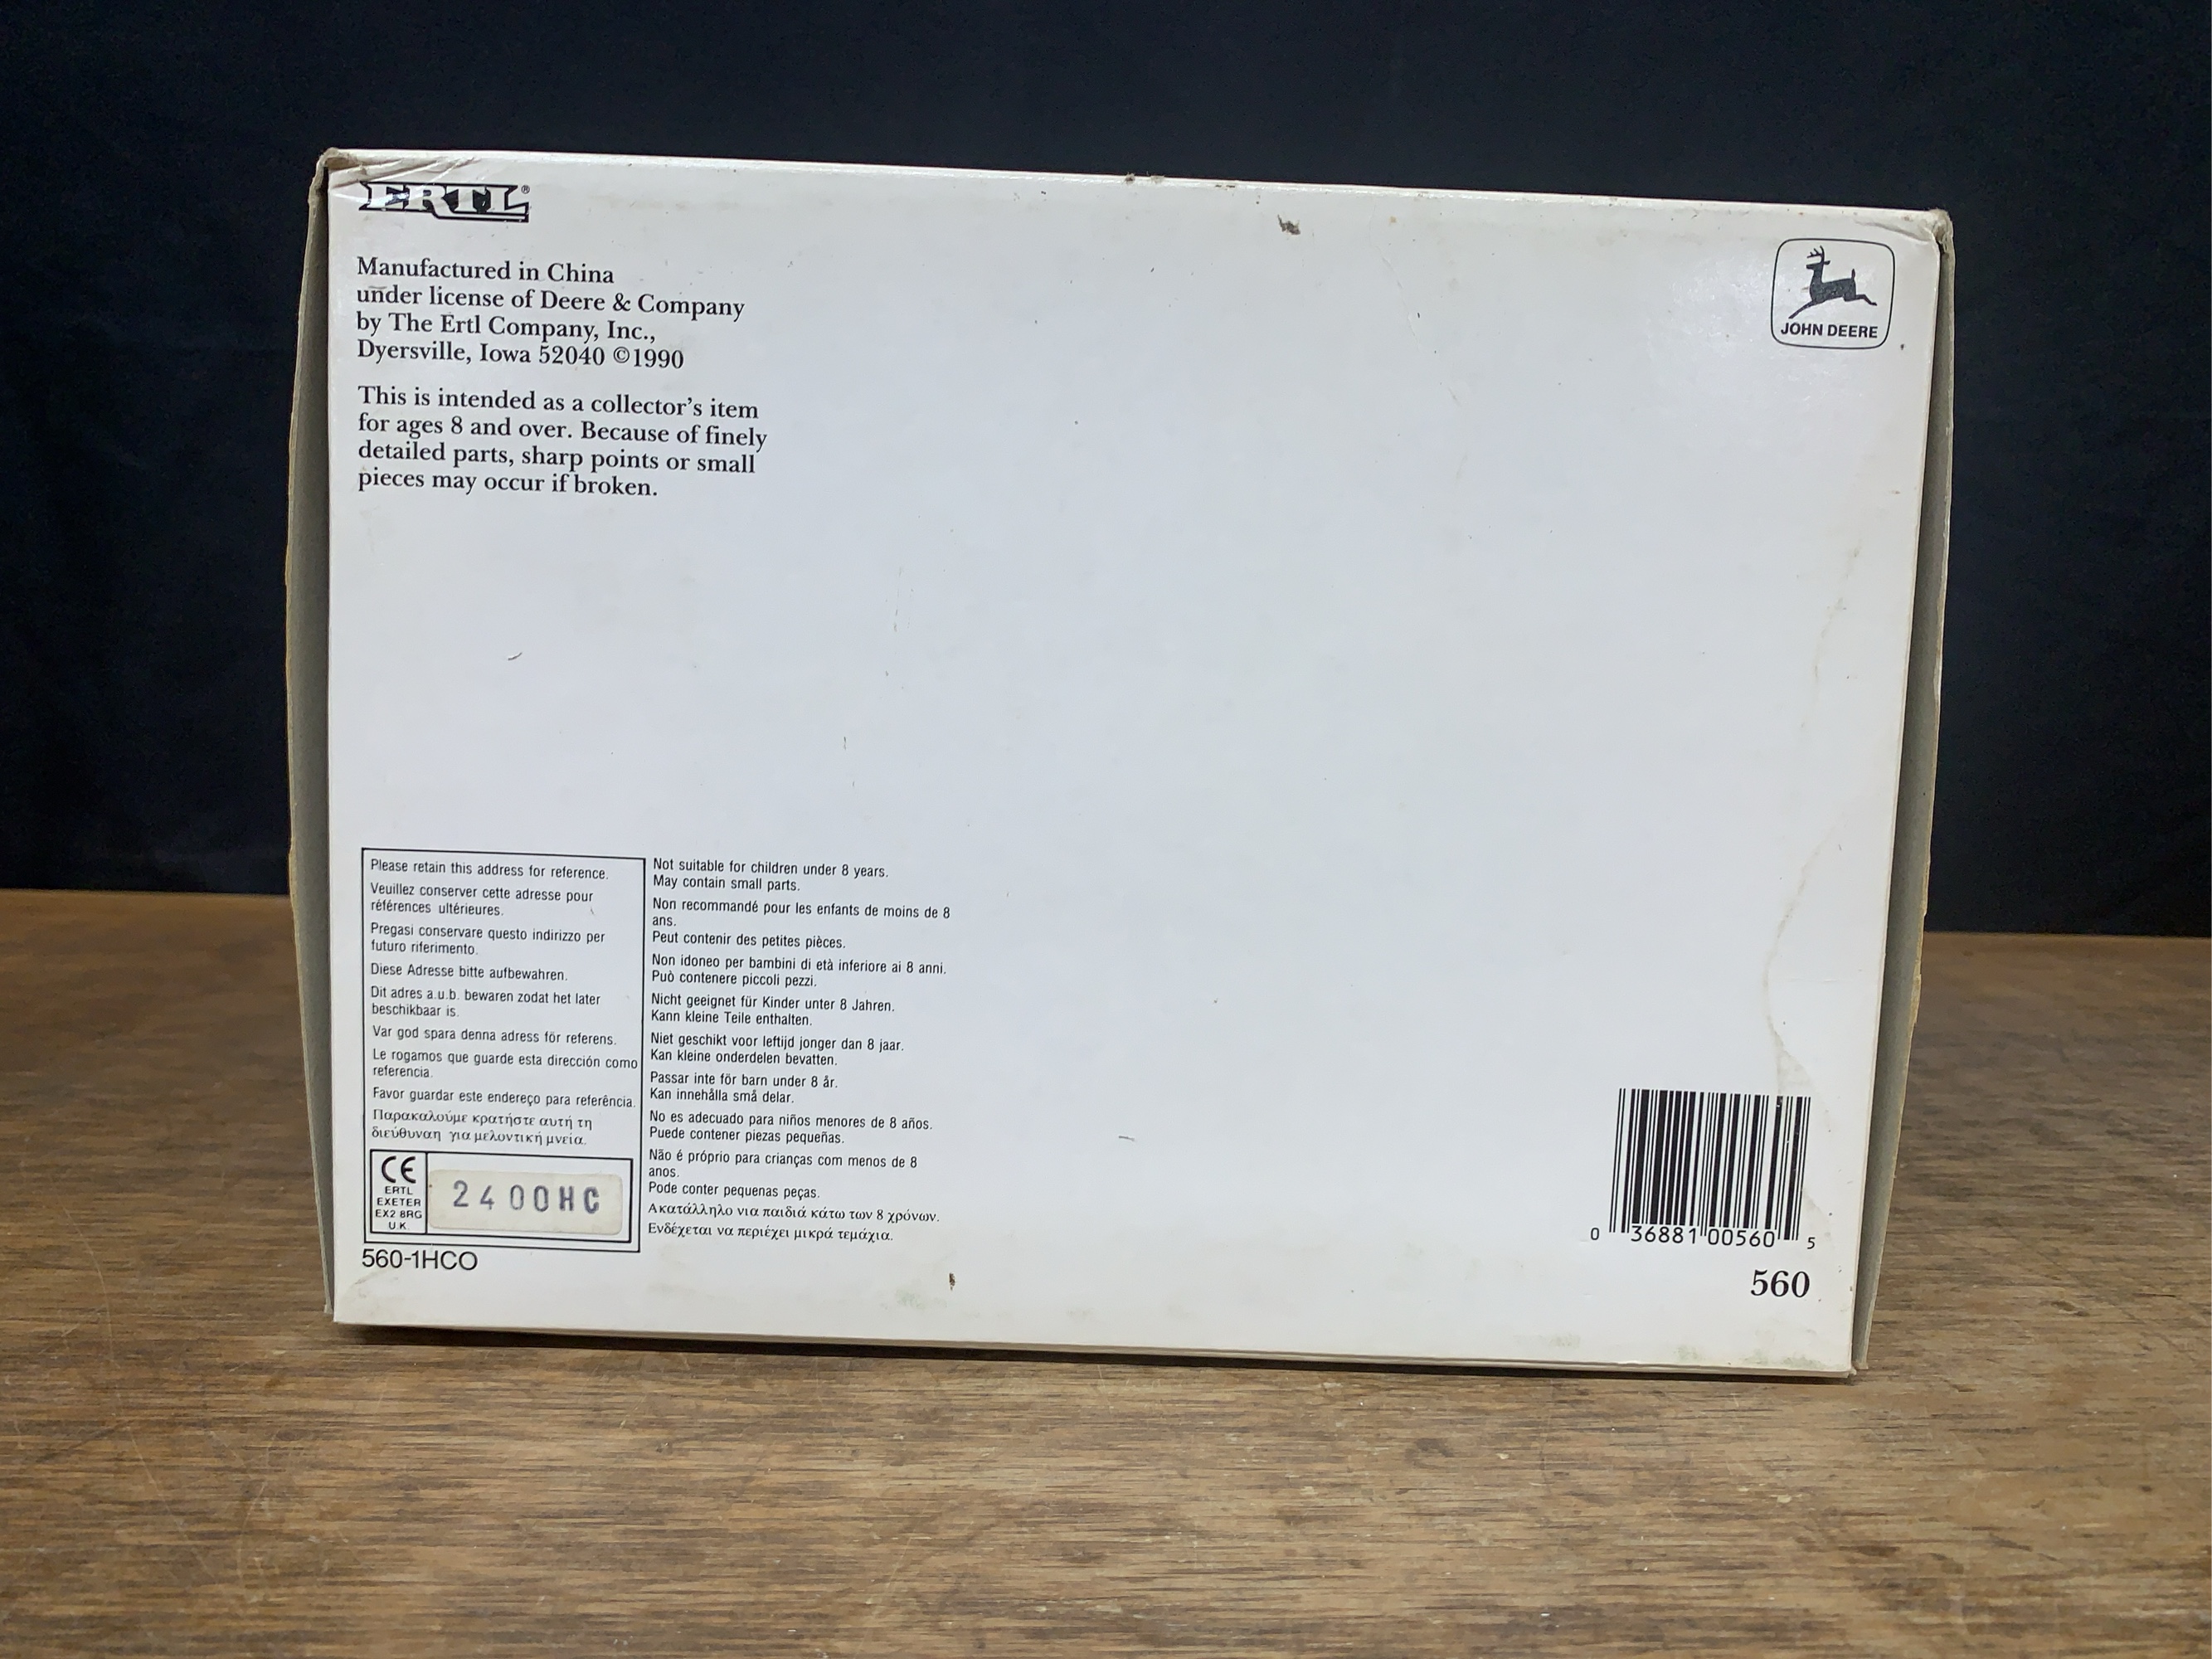 ERTL®
Manufactured in China
under license of Deere & Company
by The Ertl Company, Inc.,
Dyersville, Iowa 52040 ©1990
This is intended as a collector's item
for ages 8 and over. Because of finely
detailed parts, sharp points or small
pieces may occur if broken.
JOHN DEERE
Please retain this address for reference.
Veuillez conserver cette adresse pour
références ultérieures.
Pregasi conservare questo indirizzo per
futuro riferimento.
Diese Adresse bitte aufbewahren.
Dit adres a.u.b. bewaren zodat het later
beschikbaar is.
Var god spara denna adress för referens.
Le rogamos que guarde esta dirección como
referencia.
Favor guardar este endereço para referência.
Παρακαλούμε κρατήστε αυτή τη
διεύθυναη για μελοντική μνεία.
CE
ERTL
EXETER
EX2 8RG
U.K.
2400HC
560-1HCO
Not suitable for children under 8 years.
May contain small parts.
Non recommandé pour les enfants de moins de 8
ans.
Peut contenir des petites pièces.
Non idoneo per bambini di età inferiore ai 8 anni.
Può contenere piccoli pezzi.
Nicht geeignet für Kinder unter 8 Jahren.
Kann kleine Teile enthalten.
Niet geschikt voor leftijd jonger dan 8 jaar.
Kan kleine onderdelen bevatten.
Passar inte för barn under 8 år.
Kan innehålla små delar.
No es adecuado para niños menores de 8 años.
Puede contener piezas pequeñas.
Não é próprio para crianças com menos de 8
anos.
Pode conter pequenas peças.
Ακατάλληλο νια παιδιά κάτω των 8 χρόνων.
Ενδέχεται να περιέχει μικρά τεμάχια.
0 36881 00560 5
560